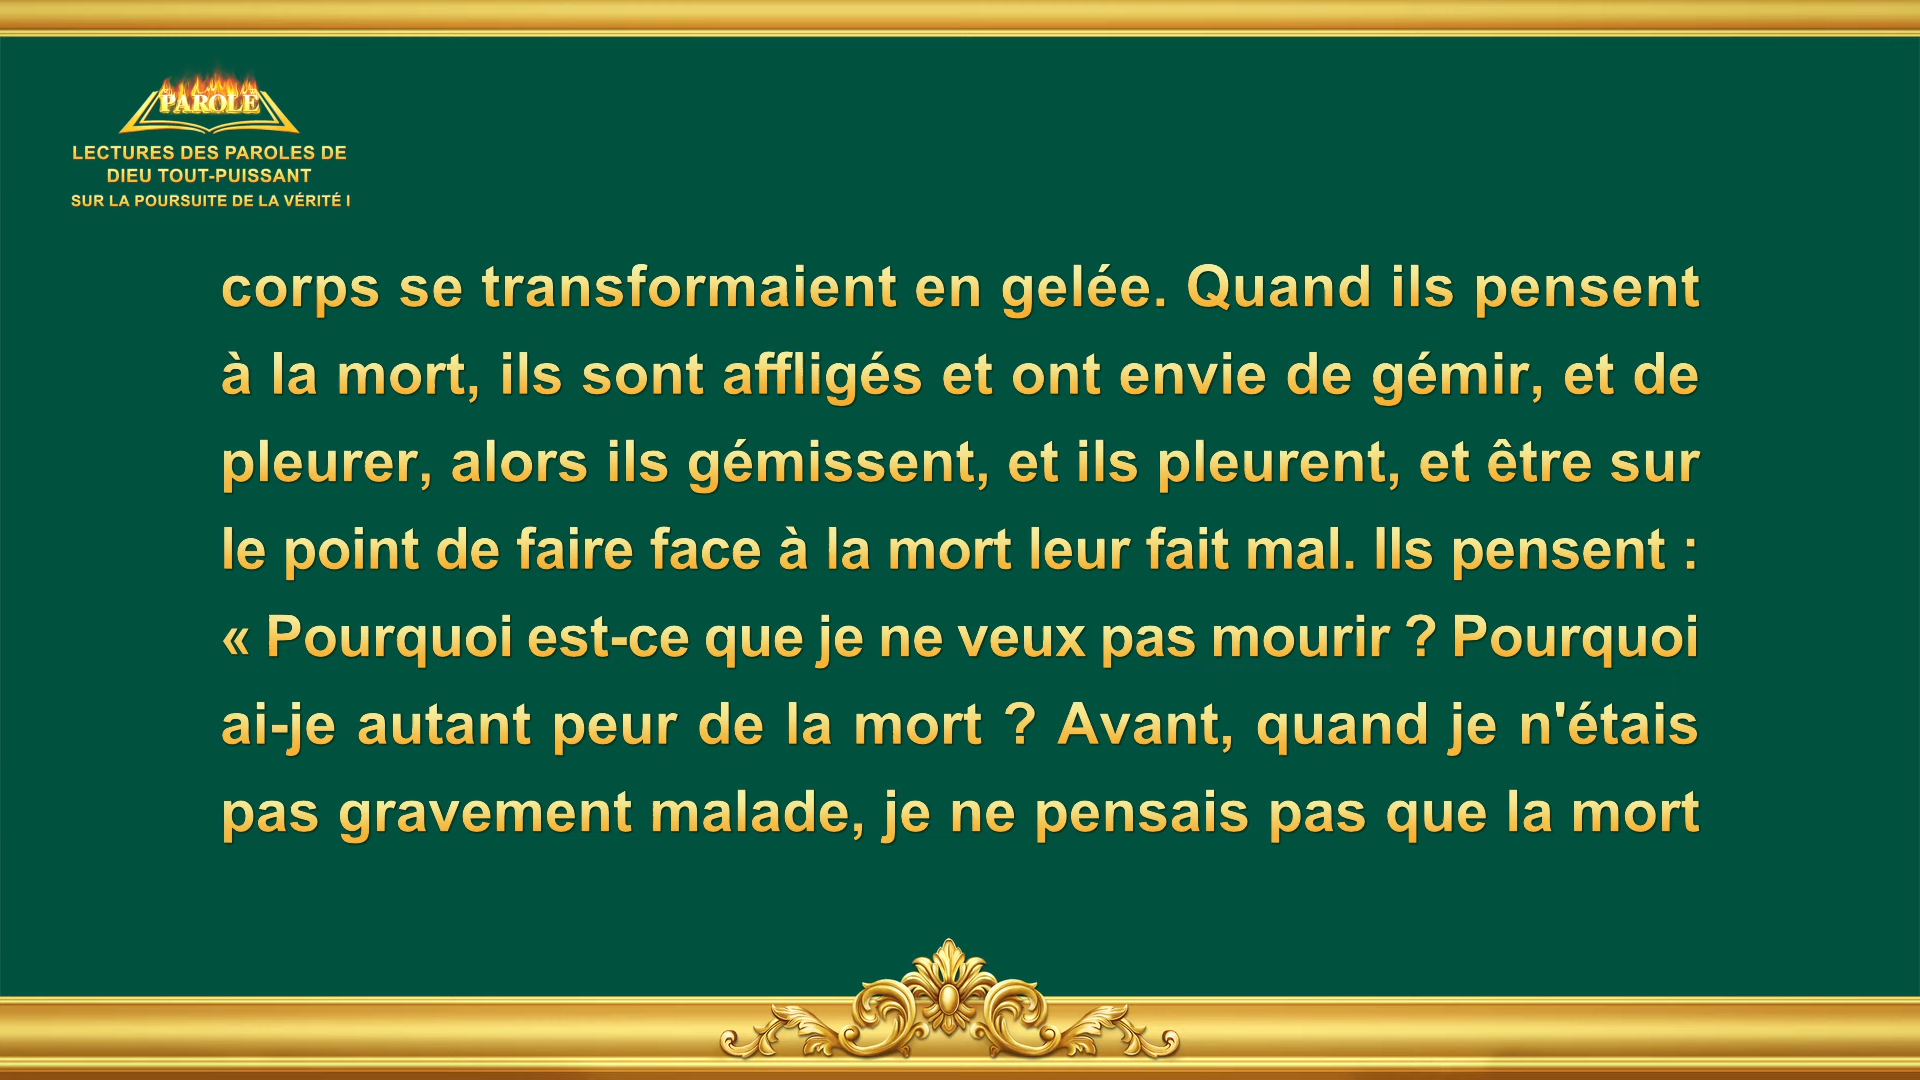 PAROLE
LECTURES DES PAROLES DE
DIEU TOUT-PUISSANT
SUR LA POURSUITE DE LA VÉRITÉ I
corps se transformaient en gelée. Quand ils pensent
à la mort, ils sont affligés et ont envie de gémir, et de
pleurer, alors ils gémissent, et ils pleurent, et être sur
le point de faire face à la mort leur fait mal. Ils pensent :
« Pourquoi est-ce que je ne veux pas mourir ? Pourquoi
ai-je autant peur de la mort ? Avant, quand je n'étais
pas gravement malade, je ne pensais pas que la mort